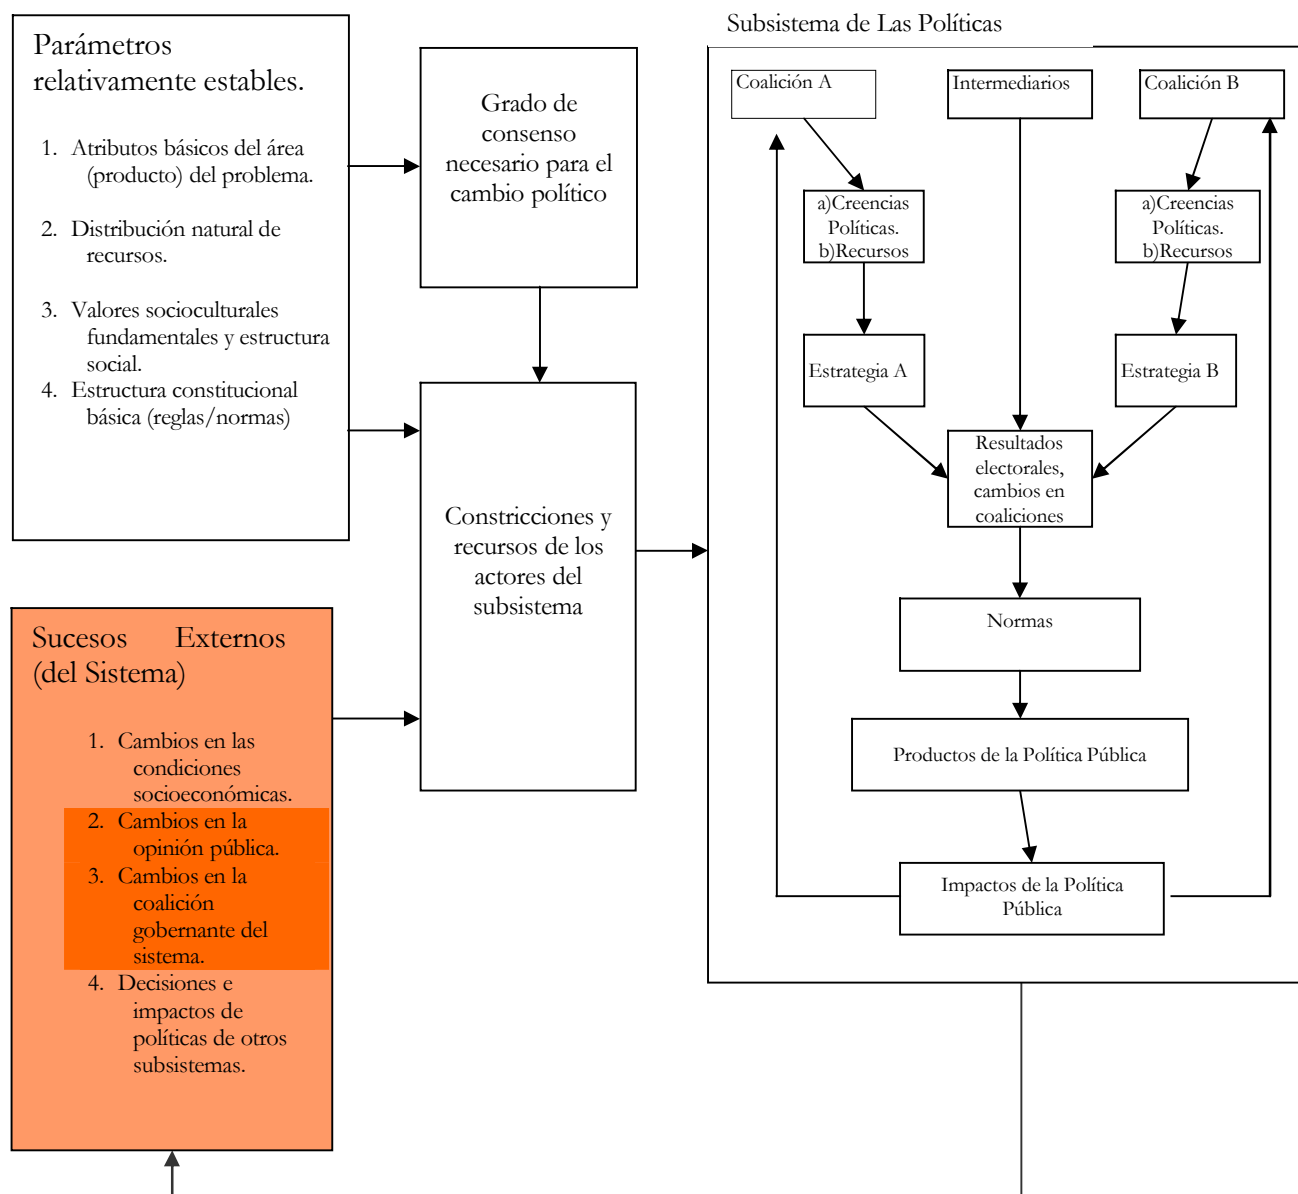 Parámetros
relativamente estables.
1. Atributos básicos del área
(producto) del problema.
2. Distribución natural de
recursos.
3. Valores socioculturales
fundamentales y estructura
social.
4. Estructura constitucional
básica (reglas/normas)
Grado de
consenso
necesario para el
cambio político
Constricciones y
recursos de los
actores del
subsistema
Sucesos Externos
(del Sistema)
1. Cambios en las
condiciones
socioeconómicas.
2. Cambios en la
opinión pública.
3. Cambios en la
coalición
gobernante del
sistema.
4. Decisiones e
impactos de
políticas de otros
subsistemas.
Subsistema de Las Políticas
Coalición A
Intermediarios
Coalición B
a)Creencias
Políticas.
b)Recursos
a)Creencias
Políticas.
b)Recursos
Estrategia A
Estrategia B
Resultados
electorales,
cambios en
coaliciones
Normas
Productos de la Política Pública
Impactos de la Política
Pública